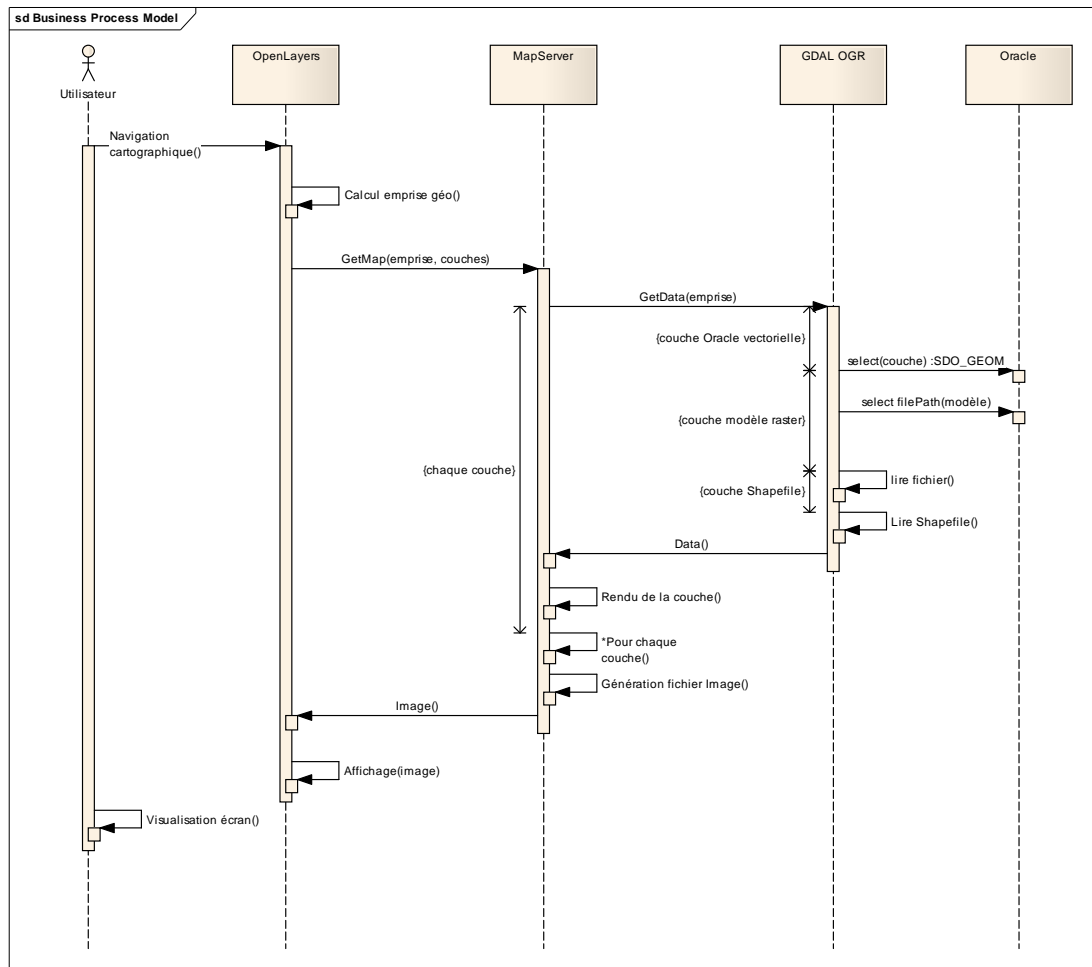 sd Business Process Model
Utilisateur
OpenLayers
MapServer
GDAL OGR
Oracle
Navigation
cartographique()
Calcul emprise géo()
GetMap(emprise, couches)
GetData(emprise)
{couche Oracle vectorielle}
select(couche) :SDO_GEOM
select filePath(modèle)
{couche modèle raster}
{chaque couche}
lire fichier()
{couche Shapefile}
Lire Shapefile()
Data()
Rendu de la couche()
*Pour chaque
couche()
Génération fichier Image()
Image()
Affichage(image)
Visualisation écran()